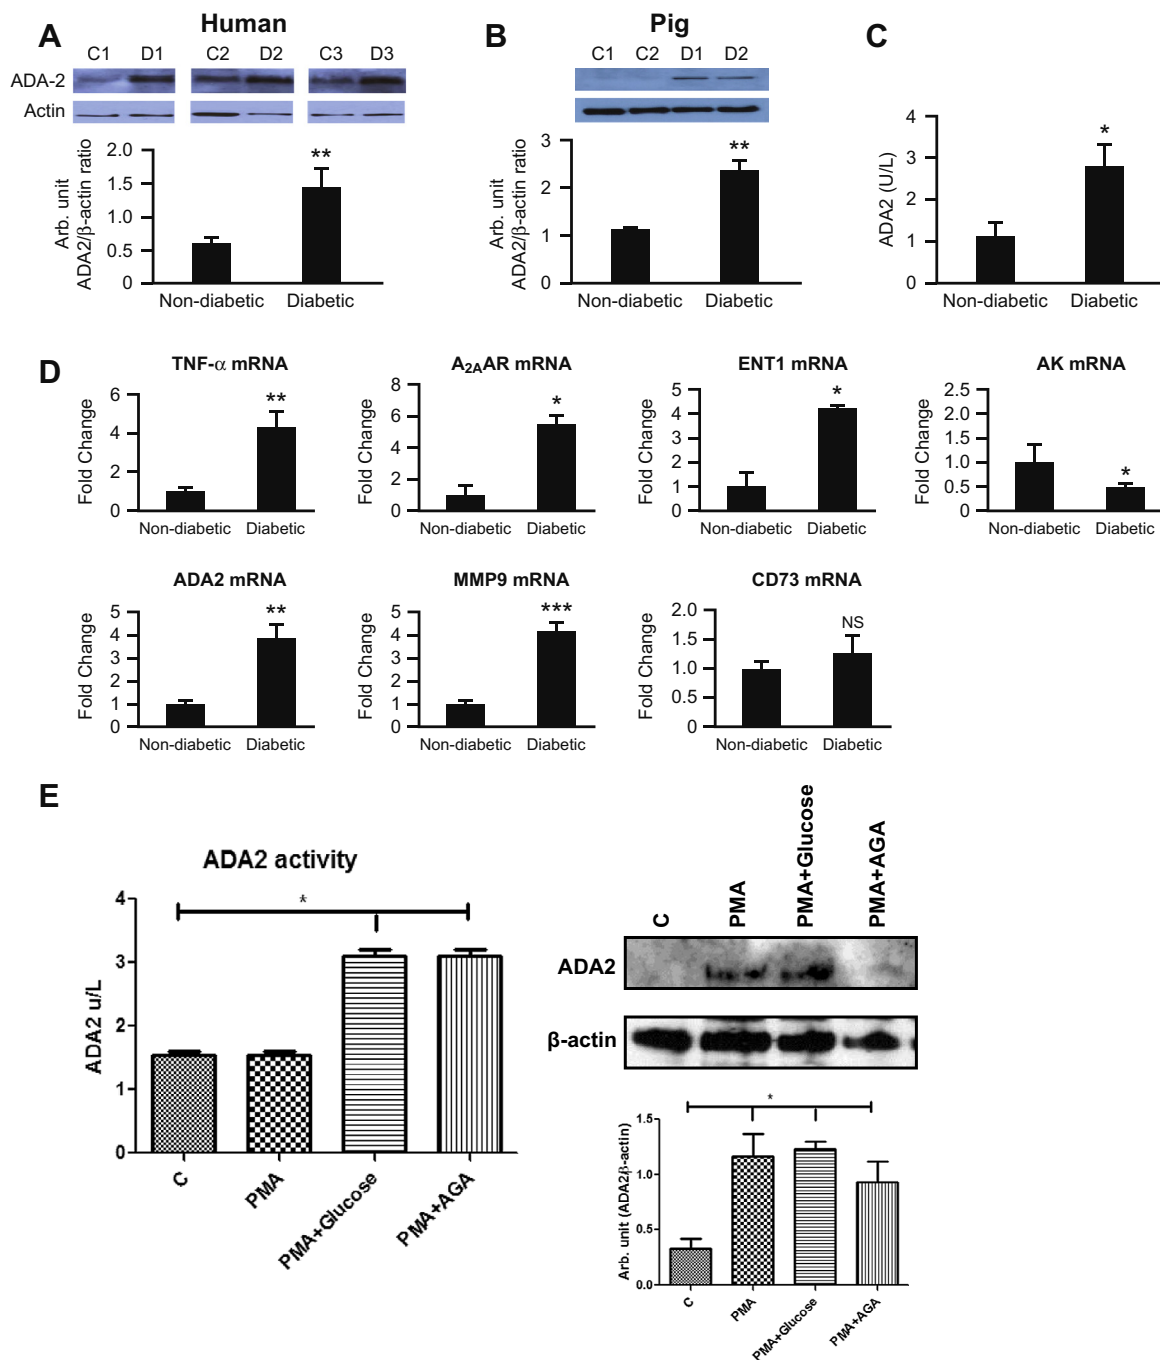 A
Human
C1 D1 C2 D2 C3 D3
ADA-2
Actin
Arb. unit
ADA2/β-actin ratio
2.0
1.5
1.0
0.5
0
**
Non-diabetic Diabetic
B
Pig
C1 C2 D1 D2
Arb. unit
ADA2/β-actin ratio
3
2
1
0
**
Non-diabetic Diabetic
C
ADA2 (U/L)
4
3
2
1
0
*
Non-diabetic Diabetic
D
TNF-α mRNA
Fold Change
6
4
2
0
**
Non-diabetic Diabetic
A2AAR mRNA
Fold Change
8
6
4
2
0
*
Non-diabetic Diabetic
ENT1 mRNA
Fold Change
5
4
3
2
1
0
*
Non-diabetic Diabetic
AK mRNA
Fold Change
2.5
2.0
1.5
1.0
0.5
0
*
Non-diabetic Diabetic
ADA2 mRNA
Fold Change
5
4
3
2
1
0
**
Non-diabetic Diabetic
MMP9 mRNA
Fold Change
5
4
3
2
1
0
***
Non-diabetic Diabetic
CD73 mRNA
Fold Change
2.0
1.5
1.0
0.5
0
NS
Non-diabetic Diabetic
E
ADA2 activity
ADA2 u/L
4
3
2
1
0
*
C PMA PMA+Glucose PMA+AGA
C PMA PMA+Glucose PMA+AGA
ADA2
β-actin
Arb. unit (ADA2/β-actin)
1.5
1.0
0.5
0.0
*
C PMA PMA+Glucose PMA+AGA